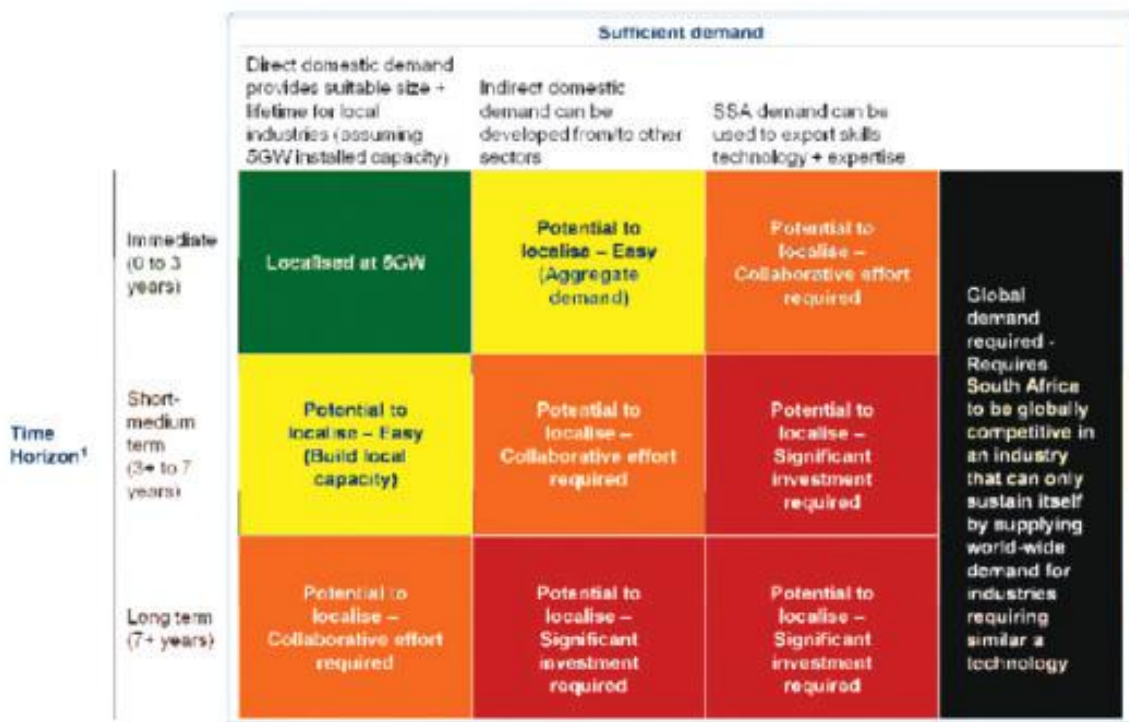 Sufficient demand
Direct domestic demand
provides suitable size +
lifetime for local
industries (assuming
5GW installed capacity)
Indirect domestic
demand can be
developed from/to other
sectors
SSA demand can be
used to export skills
technology + expertise
Time
Horizon¹
Immediate
(0 to 3
years)
Localised at 5GW
Potential to
localise – Easy
(Aggregate
demand)
Potential to
localise –
Collaborative effort
required
Short-
medium
term
(3+ to 7
years)
Potential to
localise – Easy
(Build local
capacity)
Potential to
localise –
Collaborative effort
required
Potential to
localise –
Significant
investment
required
Long term
(7+ years)
Potential to
localise –
Collaborative effort
required
Potential to
localise –
Significant
investment
required
Potential to
localise –
Significant
investment
required
Global
demand
required -
Requires
South Africa
to be globally
competitive in
an industry
that can only
sustain itself
by supplying
world-wide
demand for
industries
requiring
similar a
technology